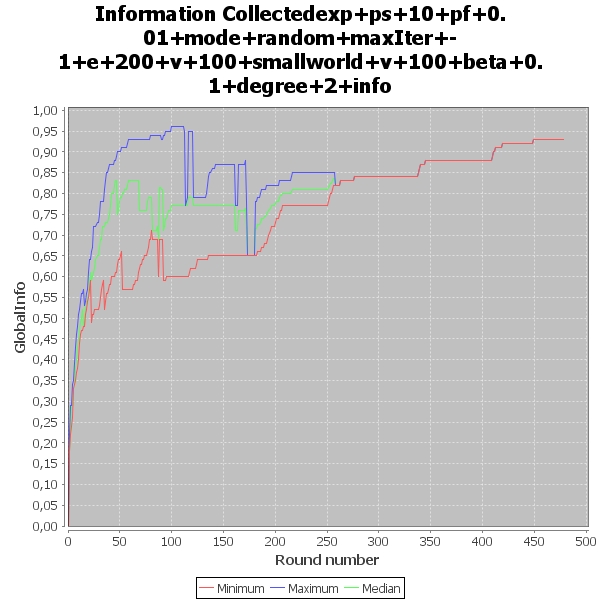 Information Collectedexp+ps+10+pf+0.
01+mode+random+maxIter+-
1+e+200+v+100+smallworld+v+100+beta+0.
1+degree+2+info
1,00
0,95
0,90
0,85
0,80
0,75
0,70
0,65
0,60
0,55
0,50
0,45
0,40
0,35
0,30
0,25
0,20
0,15
0,10
0,05
0,00
GlobalInfo
0 50 100 150 200 250 300 350 400 450 500
Round number
Minimum Maximum Median